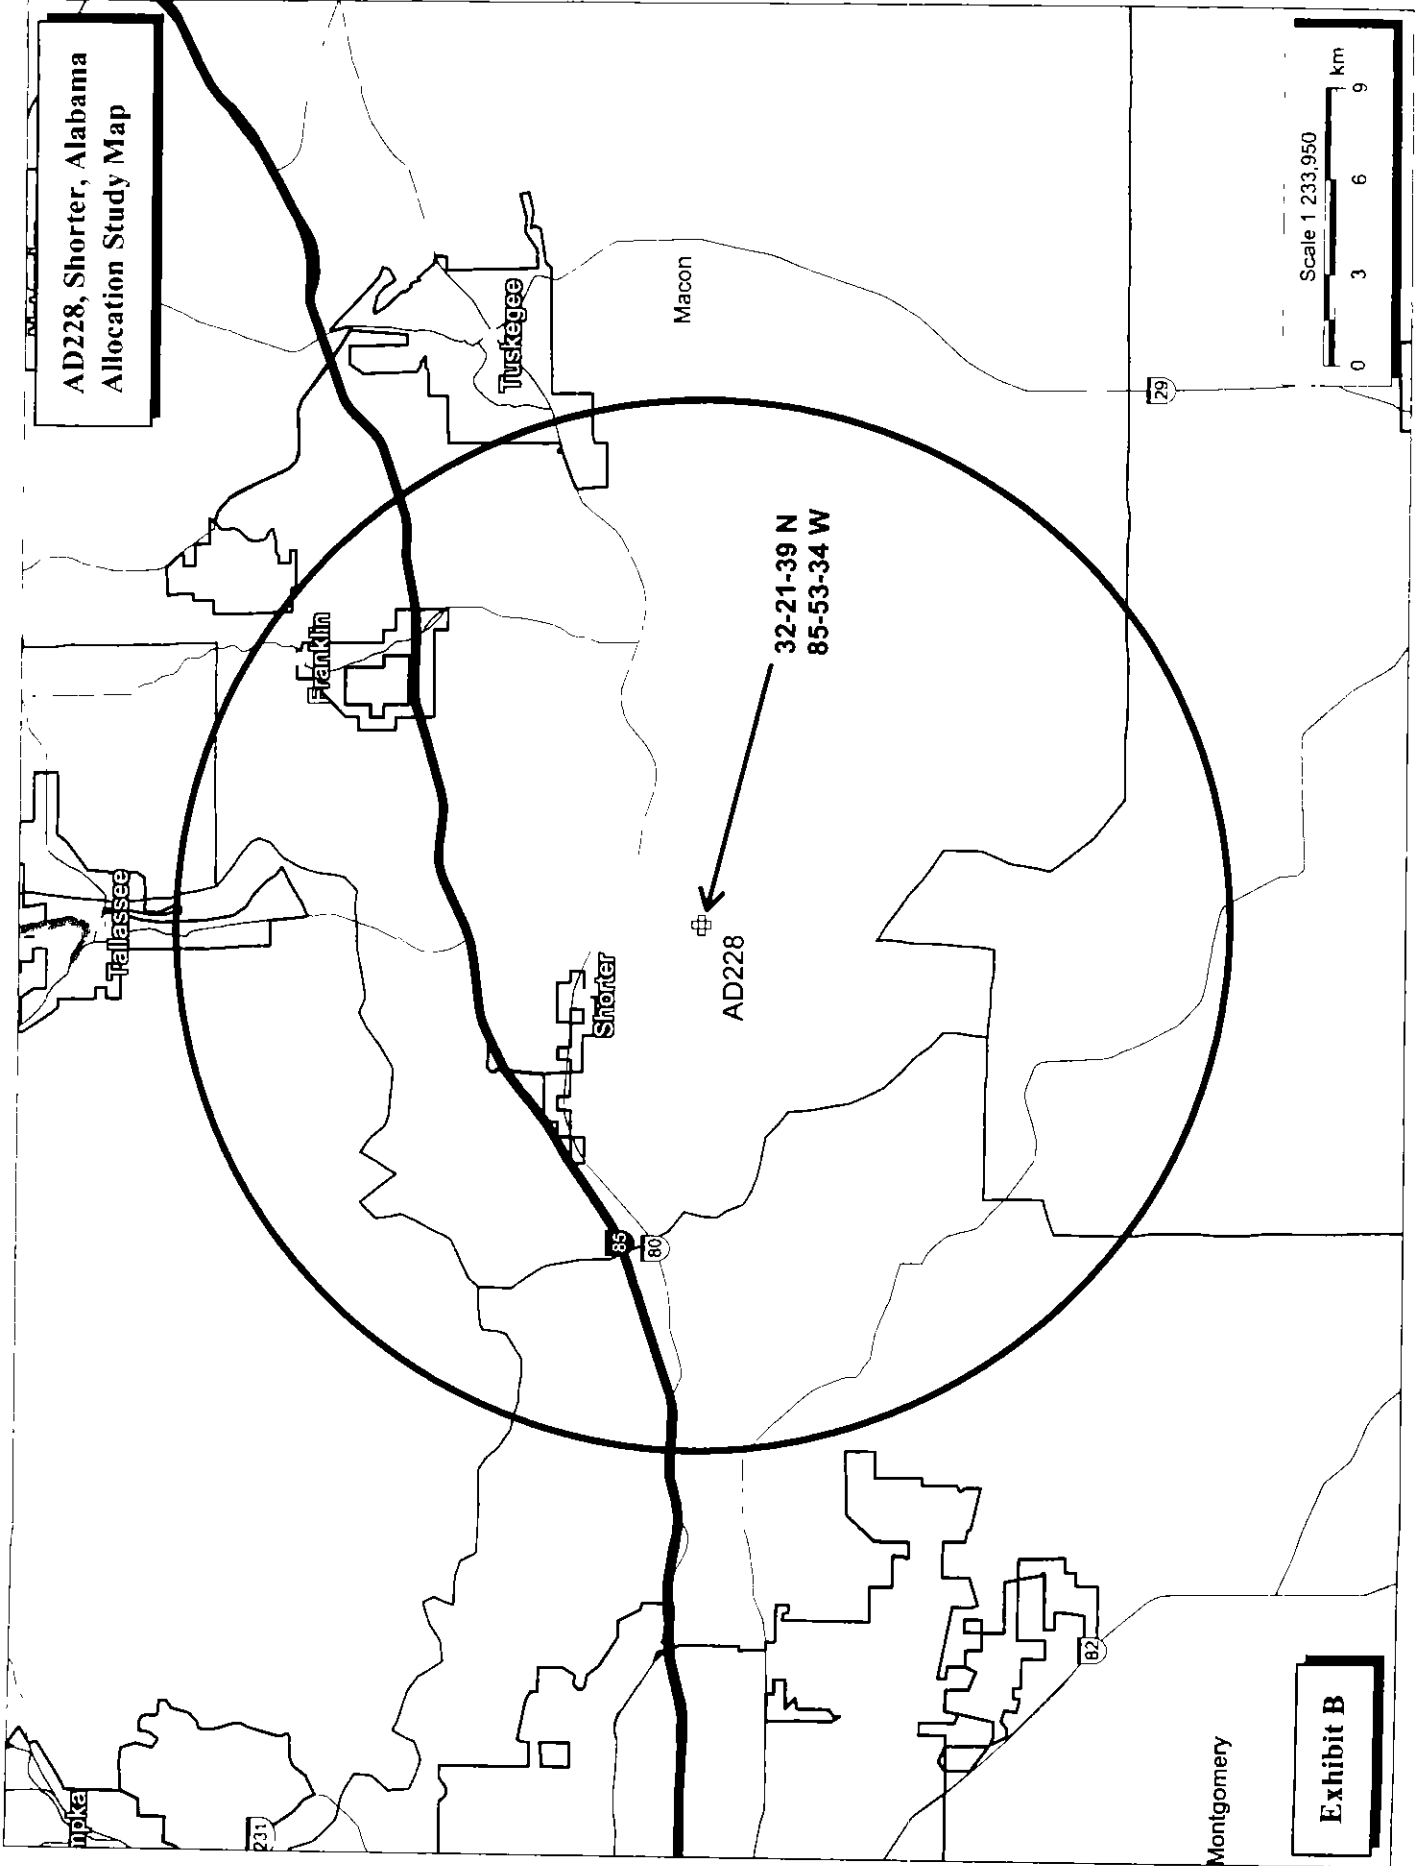 AD228, Shorter, Alabama
Allocation Study Map
Tallassee
Franklin
Tuskegee
Macon
Shorter
85
80
AD228
32-21-39 N
85-53-34 W
29
231
mpka
82
Montgomery
Exhibit B
Scale 1 233,950
0 3 6 9 km